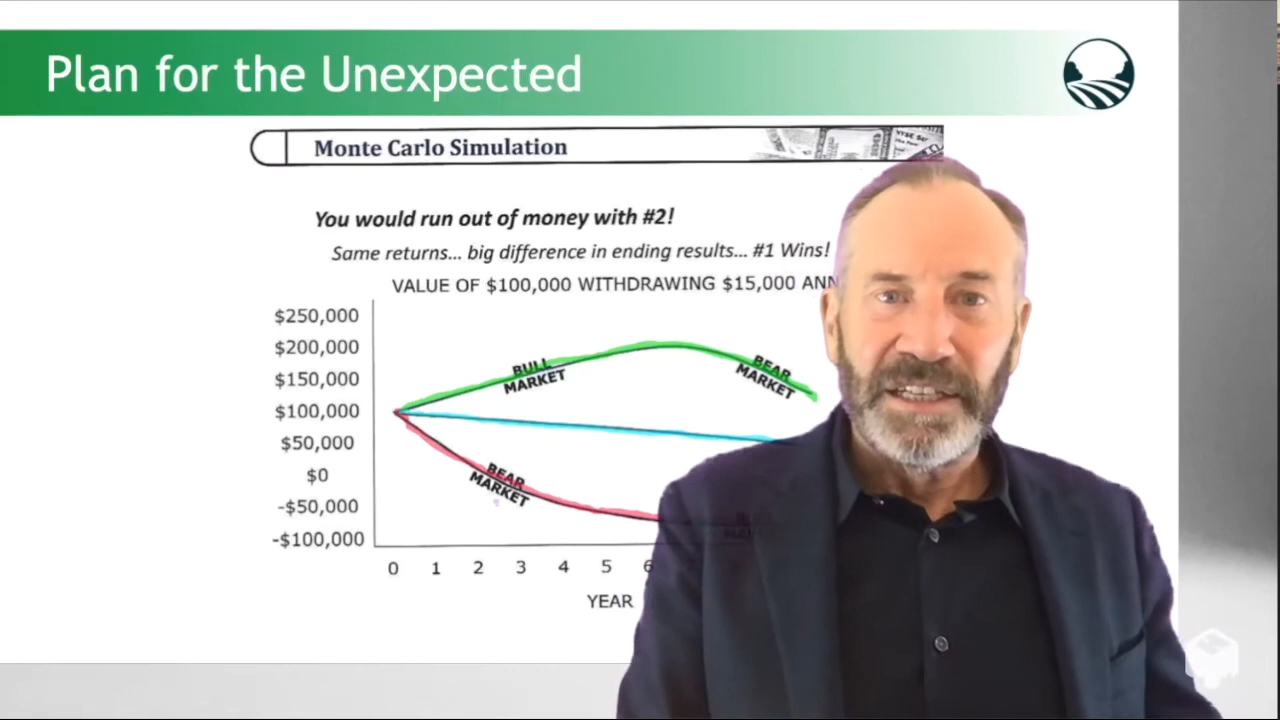 Plan for the Unexpected
Monte Carlo Simulation
You would run out of money with #2!
Same returns... big difference in ending results... #1 Wins!
VALUE OF $100,000 WITHDRAWING $15,000 ANN
$250,000
$200,000
$150,000
$100,000
$50,000
$0
-$50,000
-$100,000
BULL
MARKET
BEAR
MARKET
BEAR
MARKET
0 1 2 3 4 5 6
YEAR